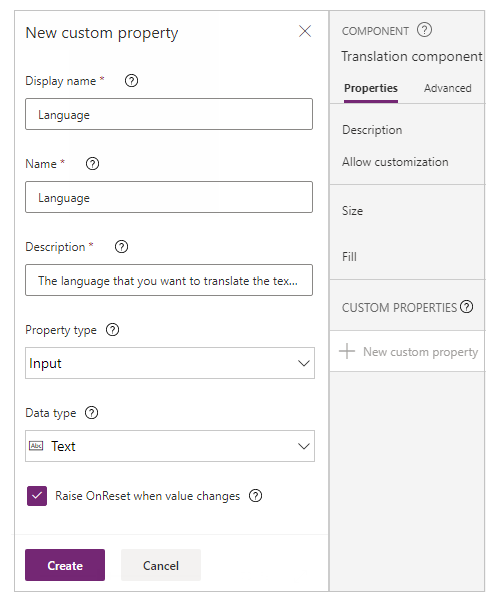 New custom property
Display name *
Language
Name *
Language
Description *
The language that you want to translate the tex...
Property type
Input
Data type
Abc Text
Raise OnReset when value changes
Create Cancel
COMPONENT
Translation component
Properties Advanced
Description
Allow customization
Size
Fill
CUSTOM PROPERTIES
New custom property